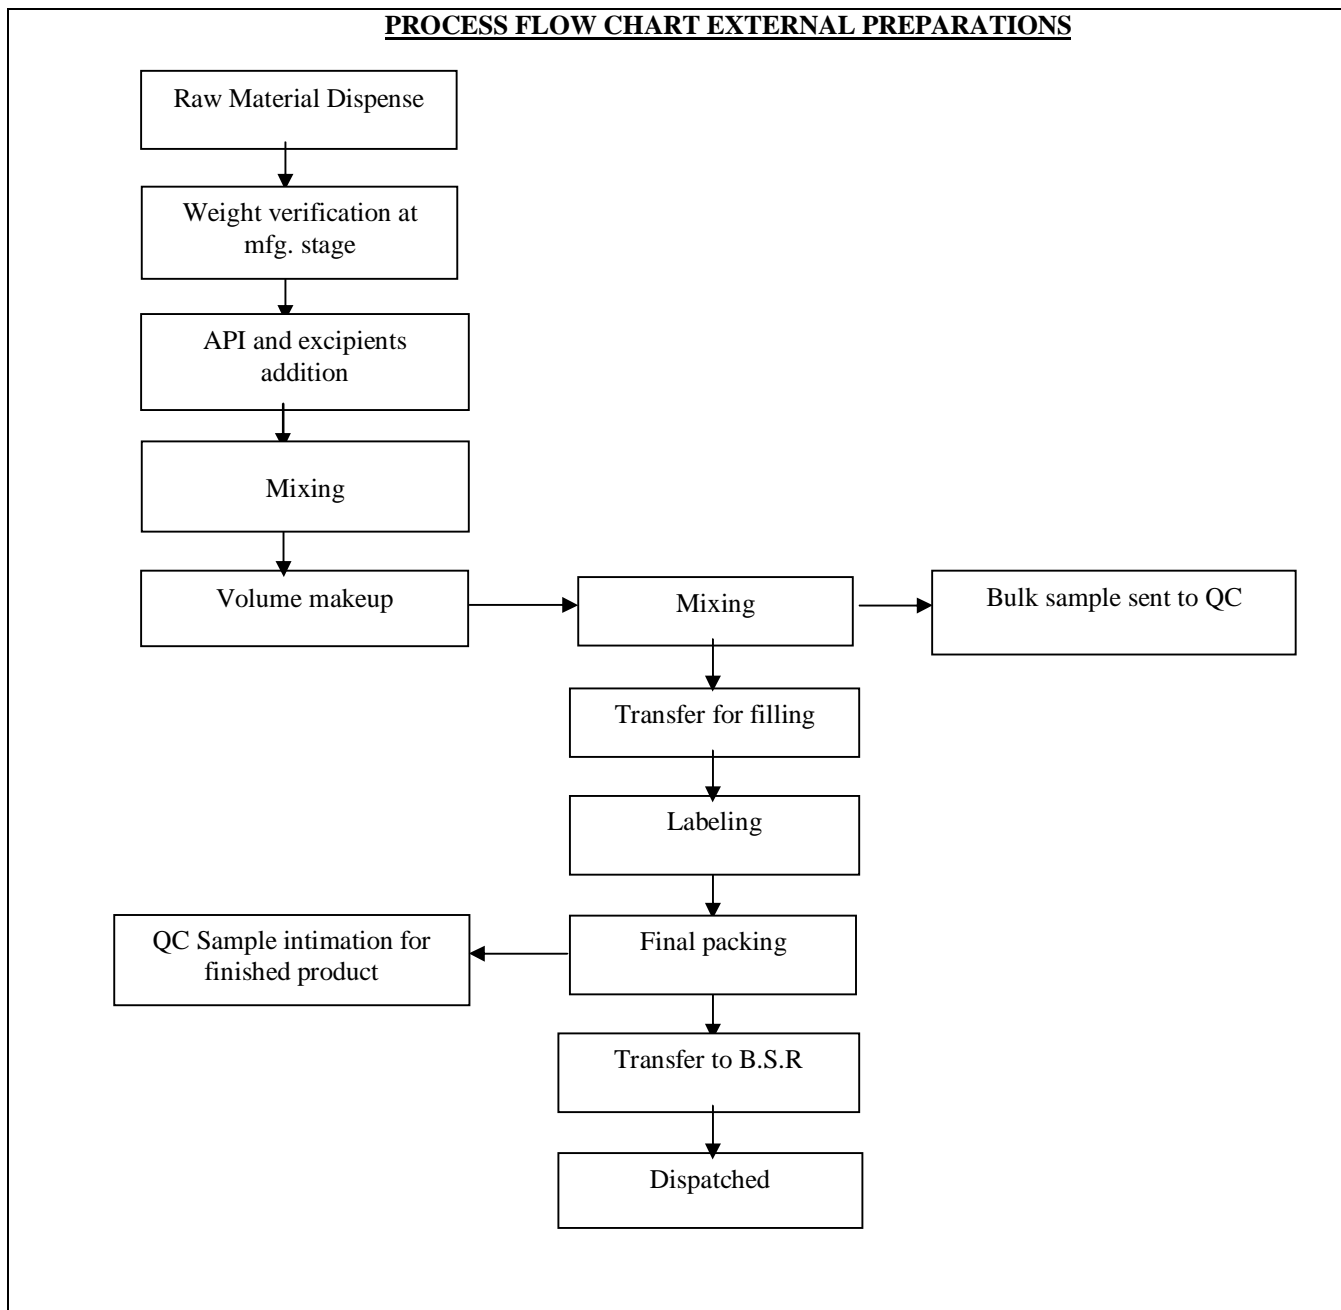 PROCESS FLOW CHART EXTERNAL PREPARATIONS
Raw Material Dispense
Weight verification at
mfg. stage
API and excipients
addition
Mixing
Volume makeup
Mixing
Bulk sample sent to QC
Transfer for filling
Labeling
QC Sample intimation for
finished product
Final packing
Transfer to B.S.R
Dispatched